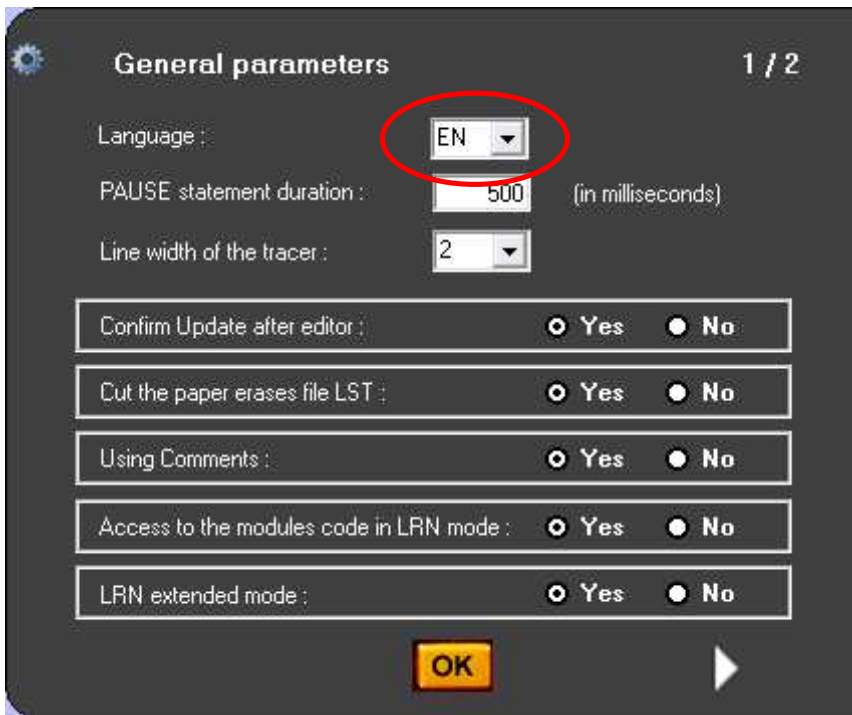 General parameters 1 / 2
Language : EN
PAUSE statement duration : 500 (in milliseconds)
Line width of the tracer : 2
Confirm Update after editor : Yes No
Cut the paper erases file LST : Yes No
Using Comments : Yes No
Access to the modules code in LRN mode : Yes No
LRN extended mode : Yes No
OK